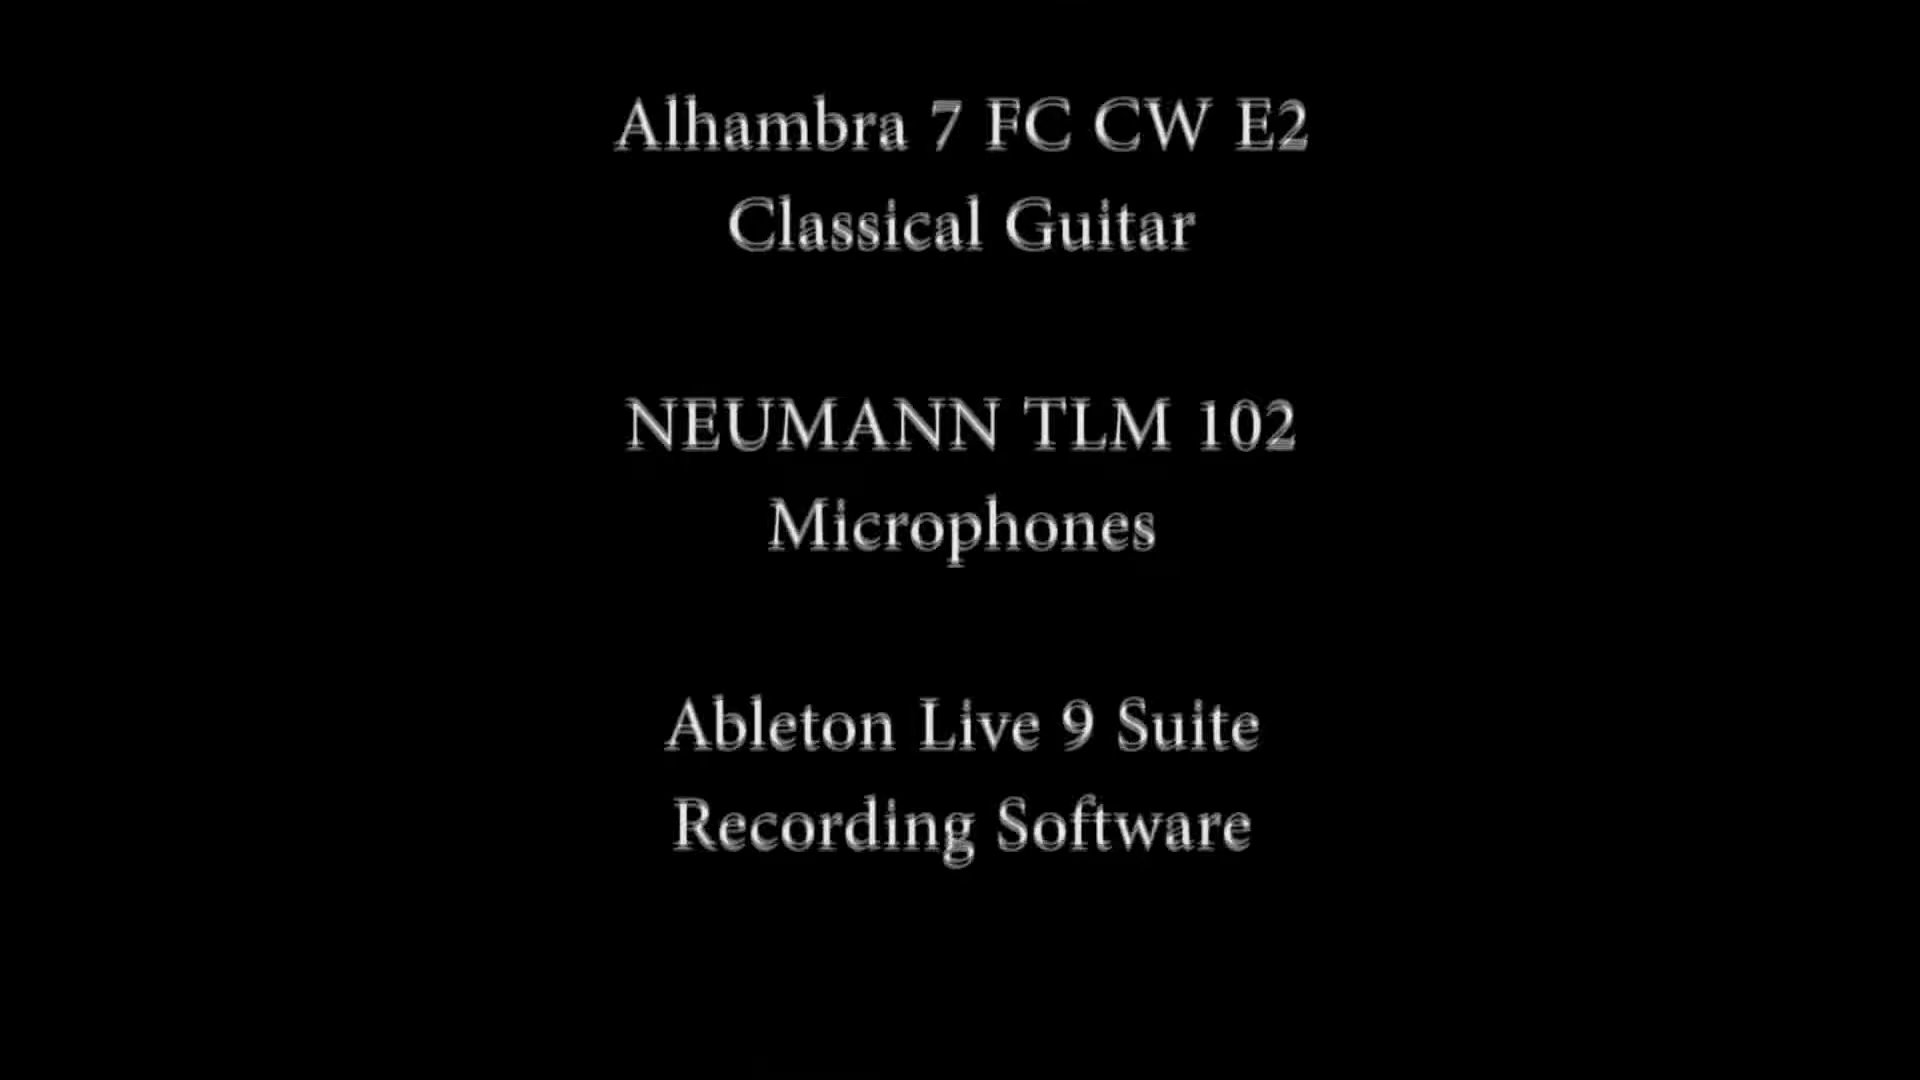 Alhambra 7 FC CW E2
Classical Guitar
NEUMANN TLM 102
Microphones
Ableton Live 9 Suite
Recording Software